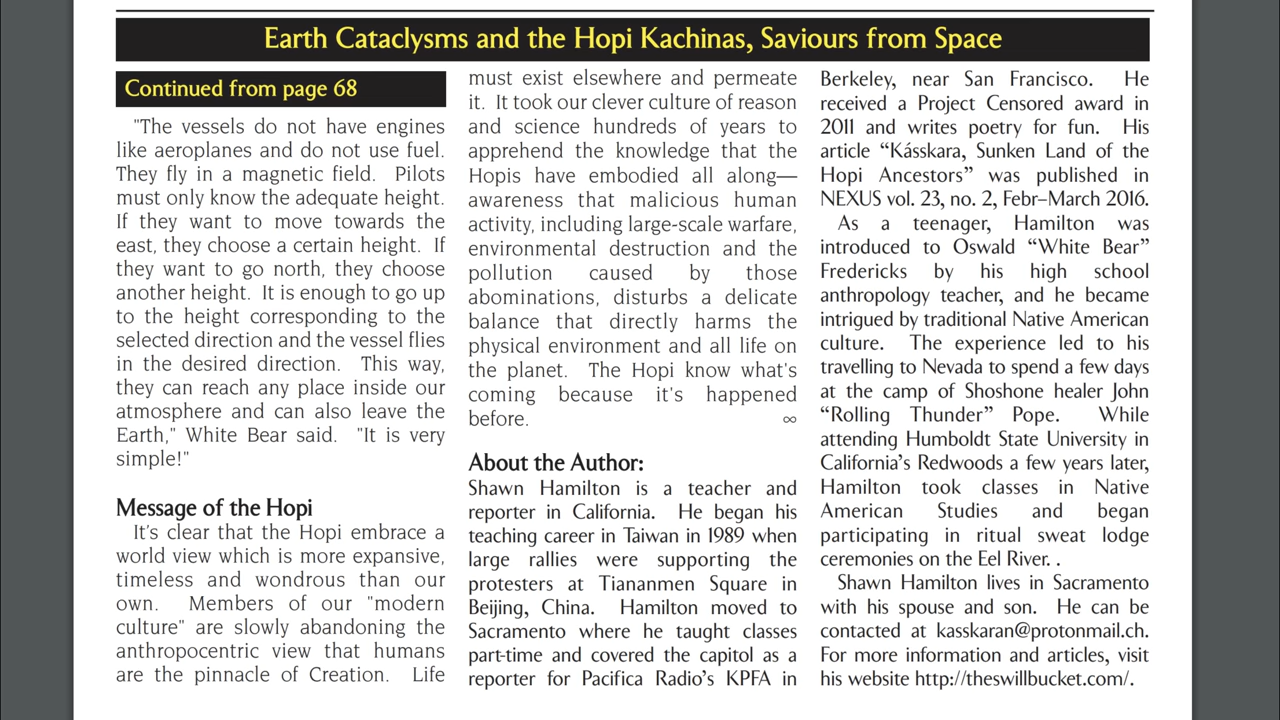 Earth Cataclysms and the Hopi Kachinas, Saviours from Space
Continued from page 68
"The vessels do not have engines
like aeroplanes and do not use fuel.
They fly in a magnetic field. Pilots
must only know the adequate height.
If they want to move towards the
east, they choose a certain height. If
they want to go north, they choose
another height. It is enough to go up
to the height corresponding to the
selected direction and the vessel flies
in the desired direction. This way,
they can reach any place inside our
atmosphere and can also leave the
Earth," White Bear said. "It is very
simple!"
Message of the Hopi
It's clear that the Hopi embrace a
world view which is more expansive,
timeless and wondrous than our
own. Members of our "modern
culture" are slowly abandoning the
anthropocentric view that humans
are the pinnacle of Creation. Life
must exist elsewhere and permeate
it. It took our clever culture of reason
and science hundreds of years to
apprehend the knowledge that the
Hopis have embodied all along—
awareness that malicious human
activity, including large-scale warfare,
environmental destruction and the
pollution caused by those
abominations, disturbs a delicate
balance that directly harms the
physical environment and all life on
the planet. The Hopi know what's
coming because it's happened
before. ∞
About the Author:
Shawn Hamilton is a teacher and
reporter in California. He began his
teaching career in Taiwan in 1989 when
large rallies were supporting the
protesters at Tiananmen Square in
Beijing, China. Hamilton moved to
Sacramento where he taught classes
part-time and covered the capitol as a
reporter for Pacifica Radio's KPFA in
Berkeley, near San Francisco. He
received a Project Censored award in
2011 and writes poetry for fun. His
article “Kásskara, Sunken Land of the
Hopi Ancestors” was published in
NEXUS vol. 23, no. 2, Febr–March 2016.
As a teenager, Hamilton was
introduced to Oswald “White Bear”
Fredericks by his high school
anthropology teacher, and he became
intrigued by traditional Native American
culture. The experience led to his
travelling to Nevada to spend a few days
at the camp of Shoshone healer John
“Rolling Thunder” Pope. While
attending Humboldt State University in
California’s Redwoods a few years later,
Hamilton took classes in Native
American Studies and began
participating in ritual sweat lodge
ceremonies on the Eel River. .
Shawn Hamilton lives in Sacramento
with his spouse and son. He can be
contacted at kasskaran@protonmail.ch.
For more information and articles, visit
his website http://theswillbucket.com/.